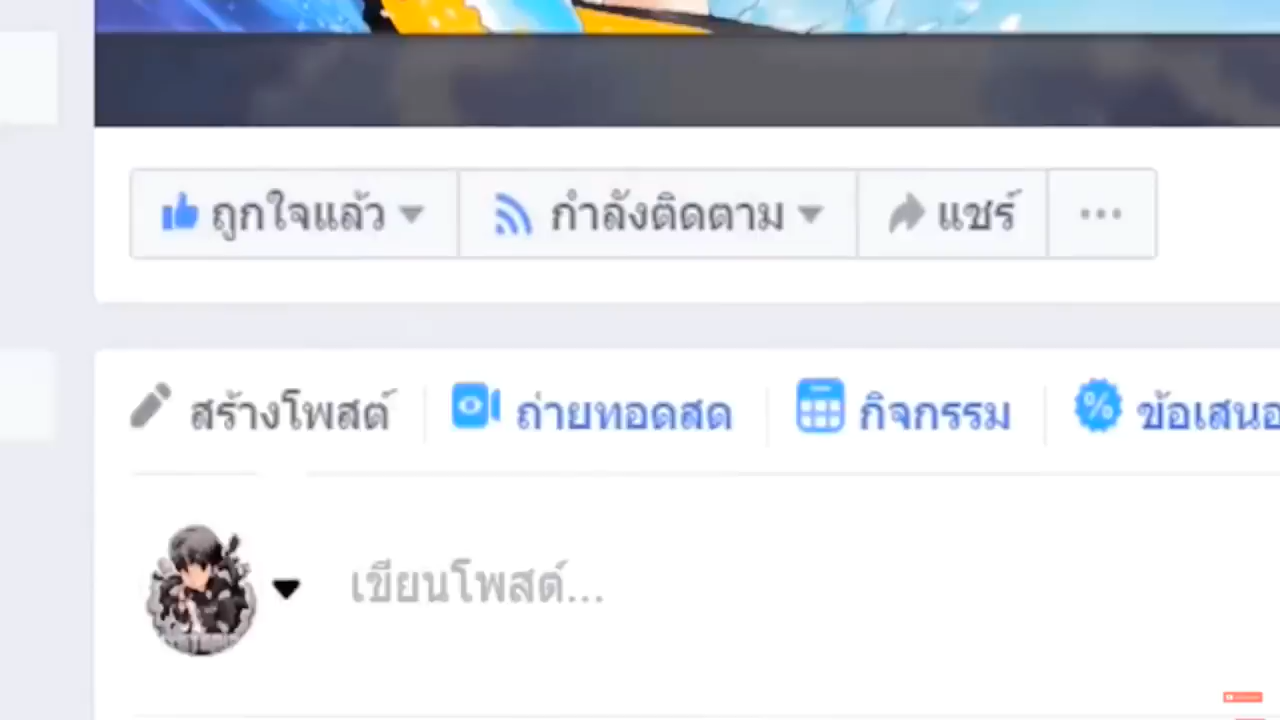 ถูกใจแล้ว กำลังติดตาม แชร์ ...
สร้างโพสต์ ถ่ายทอดสด กิจกรรม ข้อเสนอ
เขียนโพสต์...